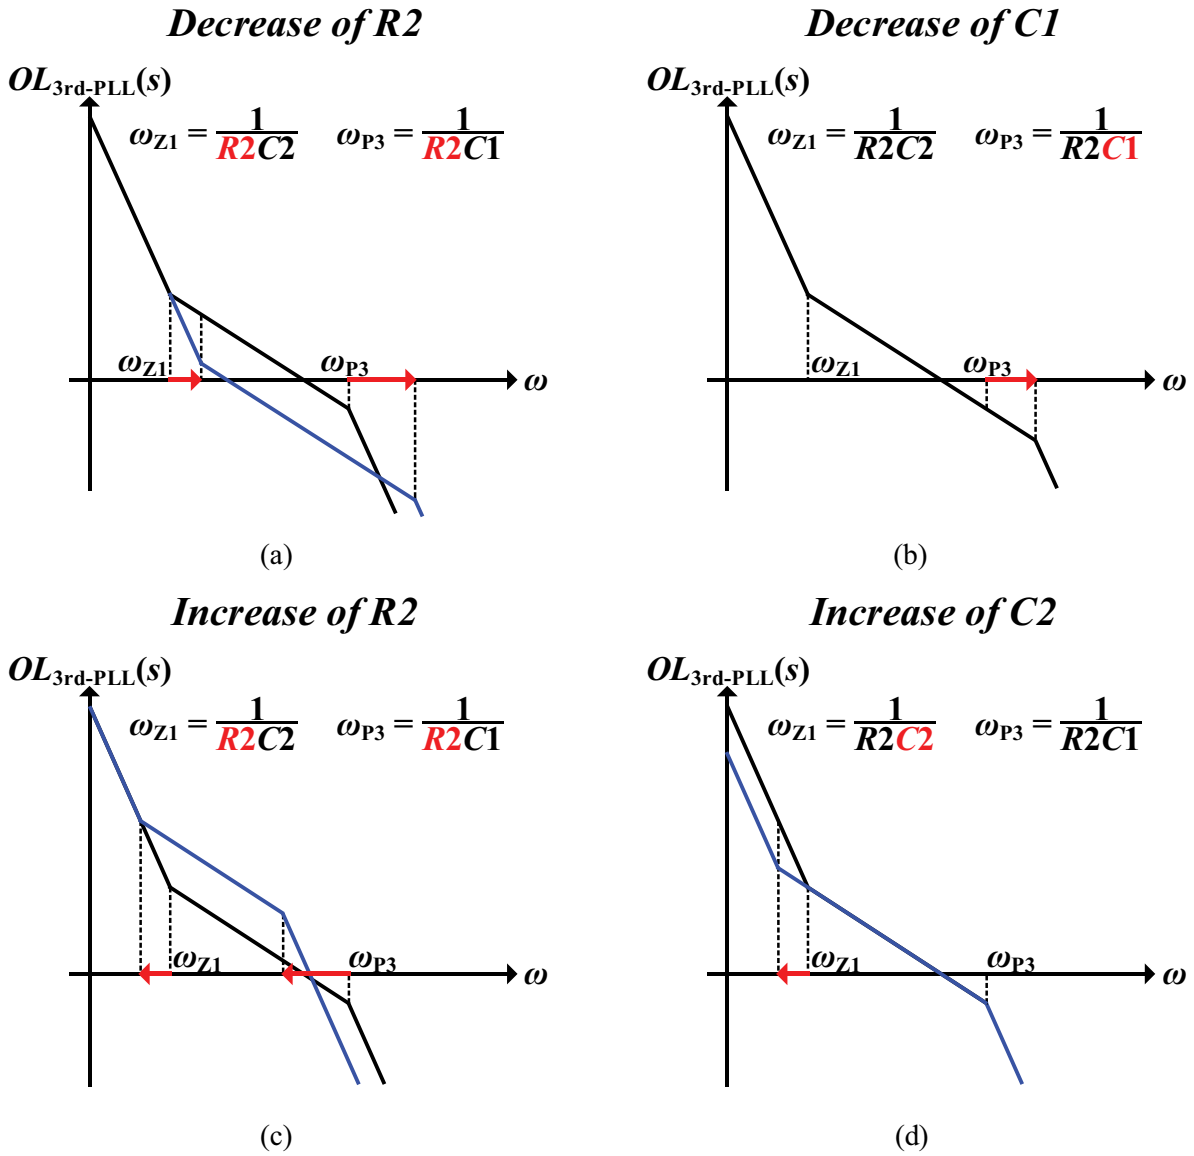 Decrease of R2
OL3rd-PLL(s)
ωZ1 = 1/R2C2 ωP3 = 1/R2C1
ωZ1 ωP3 ω
(a)
Decrease of C1
OL3rd-PLL(s)
ωZ1 = 1/R2C2 ωP3 = 1/R2C1
ωZ1 ωP3 ω
(b)
Increase of R2
OL3rd-PLL(s)
ωZ1 = 1/R2C2 ωP3 = 1/R2C1
ωZ1 ωP3 ω
(c)
Increase of C2
OL3rd-PLL(s)
ωZ1 = 1/R2C2 ωP3 = 1/R2C1
ωZ1 ωP3 ω
(d)